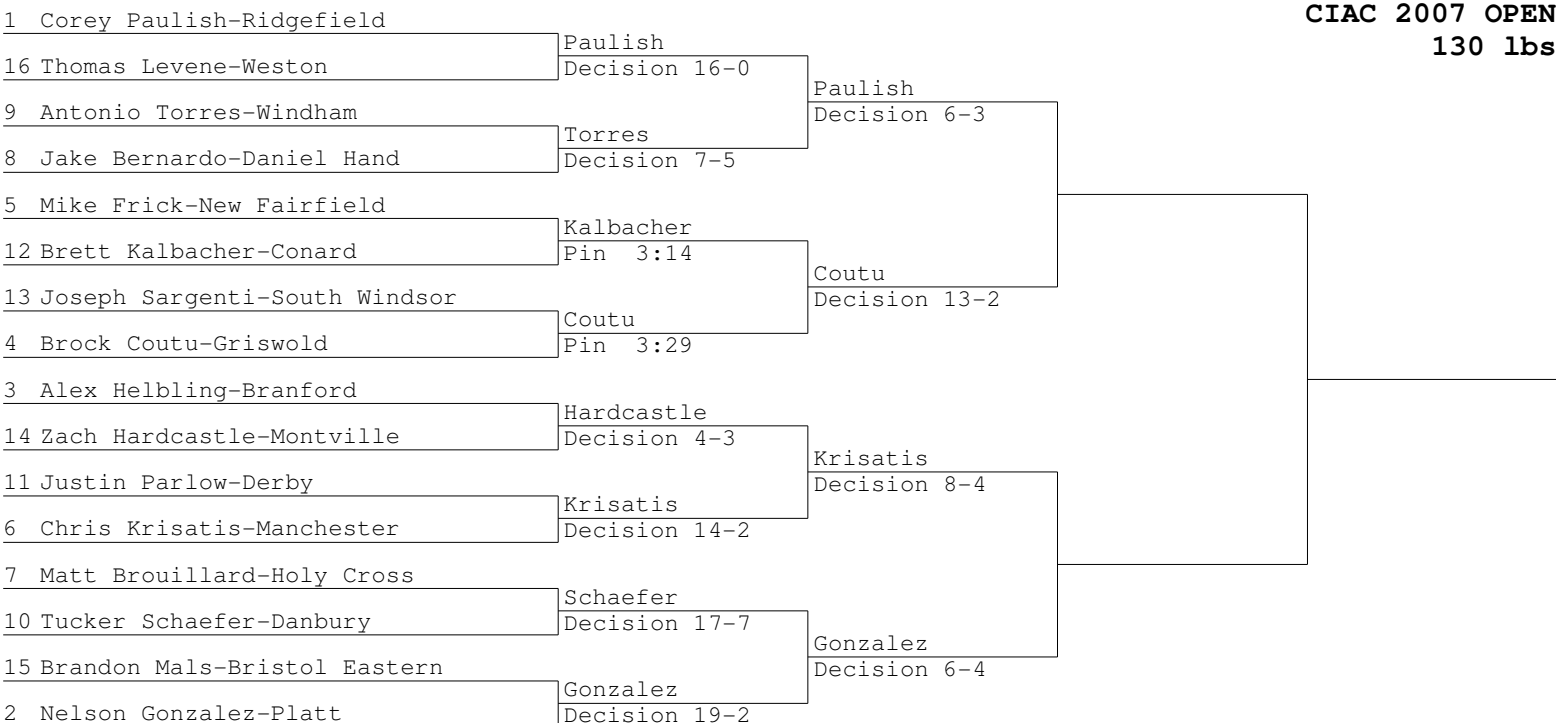 CIAC 2007 OPEN
130 lbs
1 Corey Paulish-Ridgefield
Paulish
16 Thomas Levene-Weston
Decision 16-0
Paulish
9 Antonio Torres-Windham
Decision 6-3
Torres
8 Jake Bernardo-Daniel Hand
Decision 7-5
5 Mike Frick-New Fairfield
Kalbacher
12 Brett Kalbacher-Conard
Pin 3:14
Coutu
13 Joseph Sargenti-South Windsor
Decision 13-2
Coutu
4 Brock Coutu-Griswold
Pin 3:29
3 Alex Helbling-Branford
Hardcastle
14 Zach Hardcastle-Montville
Decision 4-3
Krisatis
11 Justin Parlow-Derby
Decision 8-4
Krisatis
6 Chris Krisatis-Manchester
Decision 14-2
7 Matt Brouillard-Holy Cross
Schaefer
10 Tucker Schaefer-Danbury
Decision 17-7
Gonzalez
15 Brandon Mals-Bristol Eastern
Decision 6-4
Gonzalez
2 Nelson Gonzalez-Platt
Decision 19-2